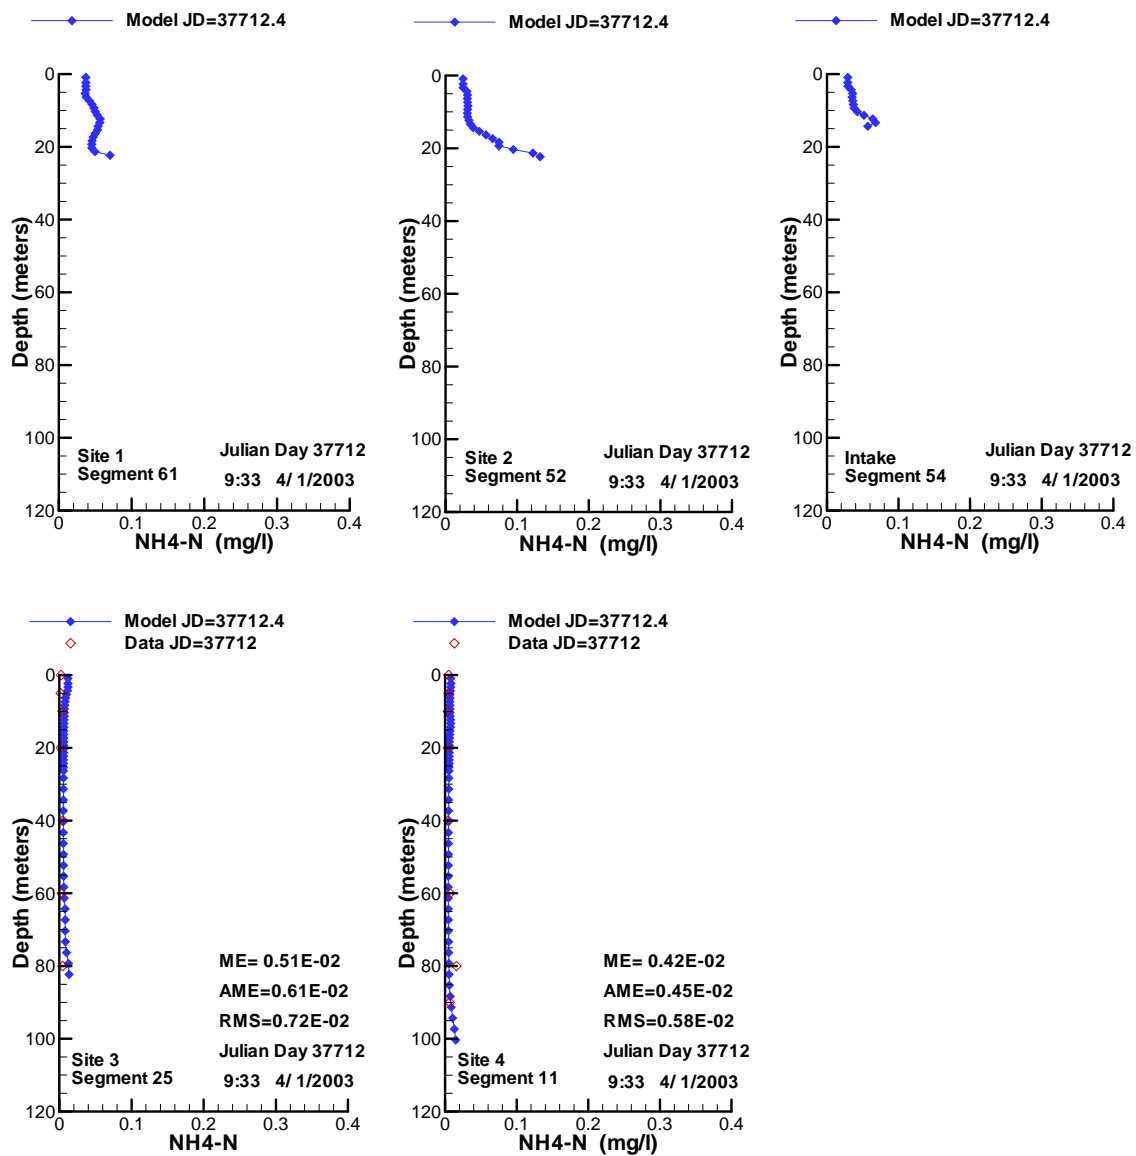 Model JD=37712.4
0
20
40
60
80
100
120
Depth (meters)
Site 1
Segment 61
Julian Day 37712
9:33 4/ 1/2003
0 0.1 0.2 0.3 0.4
NH4-N (mg/l)
Model JD=37712.4
0
20
40
60
80
100
120
Depth (meters)
Site 2
Segment 52
Julian Day 37712
9:33 4/ 1/2003
0 0.1 0.2 0.3 0.4
NH4-N (mg/l)
Model JD=37712.4
0
20
40
60
80
100
120
Depth (meters)
Intake
Segment 54
Julian Day 37712
9:33 4/ 1/2003
0 0.1 0.2 0.3 0.4
NH4-N (mg/l)
Model JD=37712.4
Data JD=37712
0
20
40
60
80
100
120
Depth (meters)
ME= 0.51E-02
AME=0.61E-02
RMS=0.72E-02
Site 3
Segment 25
Julian Day 37712
9:33 4/ 1/2003
0 0.1 0.2 0.3 0.4
NH4-N
Model JD=37712.4
Data JD=37712
0
20
40
60
80
100
120
Depth (meters)
ME= 0.42E-02
AME=0.45E-02
RMS=0.58E-02
Site 4
Segment 11
Julian Day 37712
9:33 4/ 1/2003
0 0.1 0.2 0.3 0.4
NH4-N (mg/l)